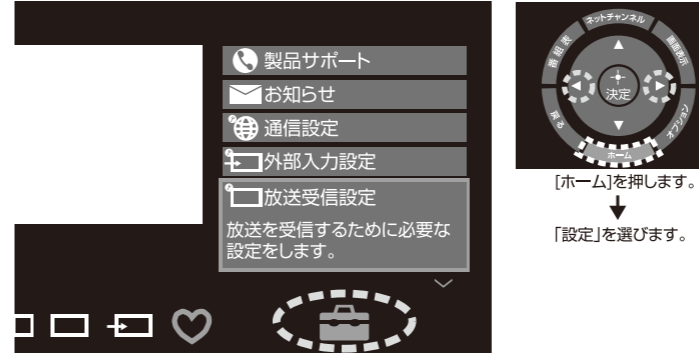 製品サポート
お知らせ
通信設定
外部入力設定
放送受信設定
放送を受信するために必要な
設定をします。
ネットチャンネル
番組表
画面表示
決定
戻る
オプション
ホーム
[ホーム]を押します。
「設定」を選びます。